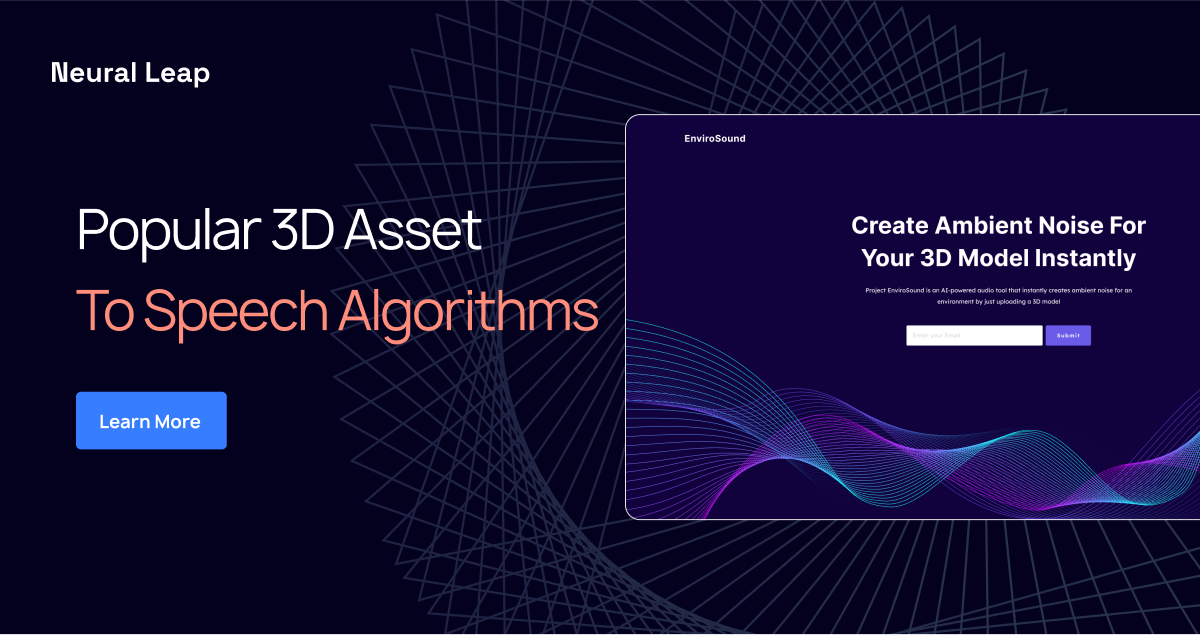 Neural Leap
Popular 3D Asset
To Speech Algorithms
Learn More
EnviroSound
Create Ambient Noise For
Your 3D Model Instantly
Project EnviroSound is an AI-powered audio tool that instantly creates ambient noise for an
environment by just uploading a 3D model
Enter your Email
Submit